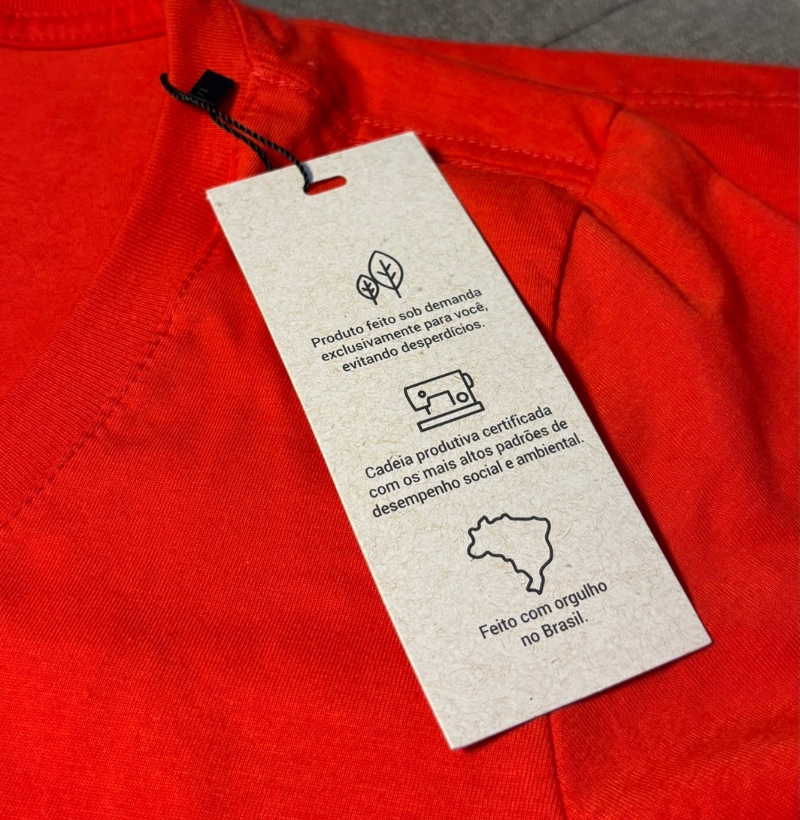 Produto feito sob demanda
exclusivamente para você,
evitando desperdícios.
Cadeia produtiva certificada
com os mais altos padrões de
desempenho social e ambiental.
Feito com orgulho
no Brasil.